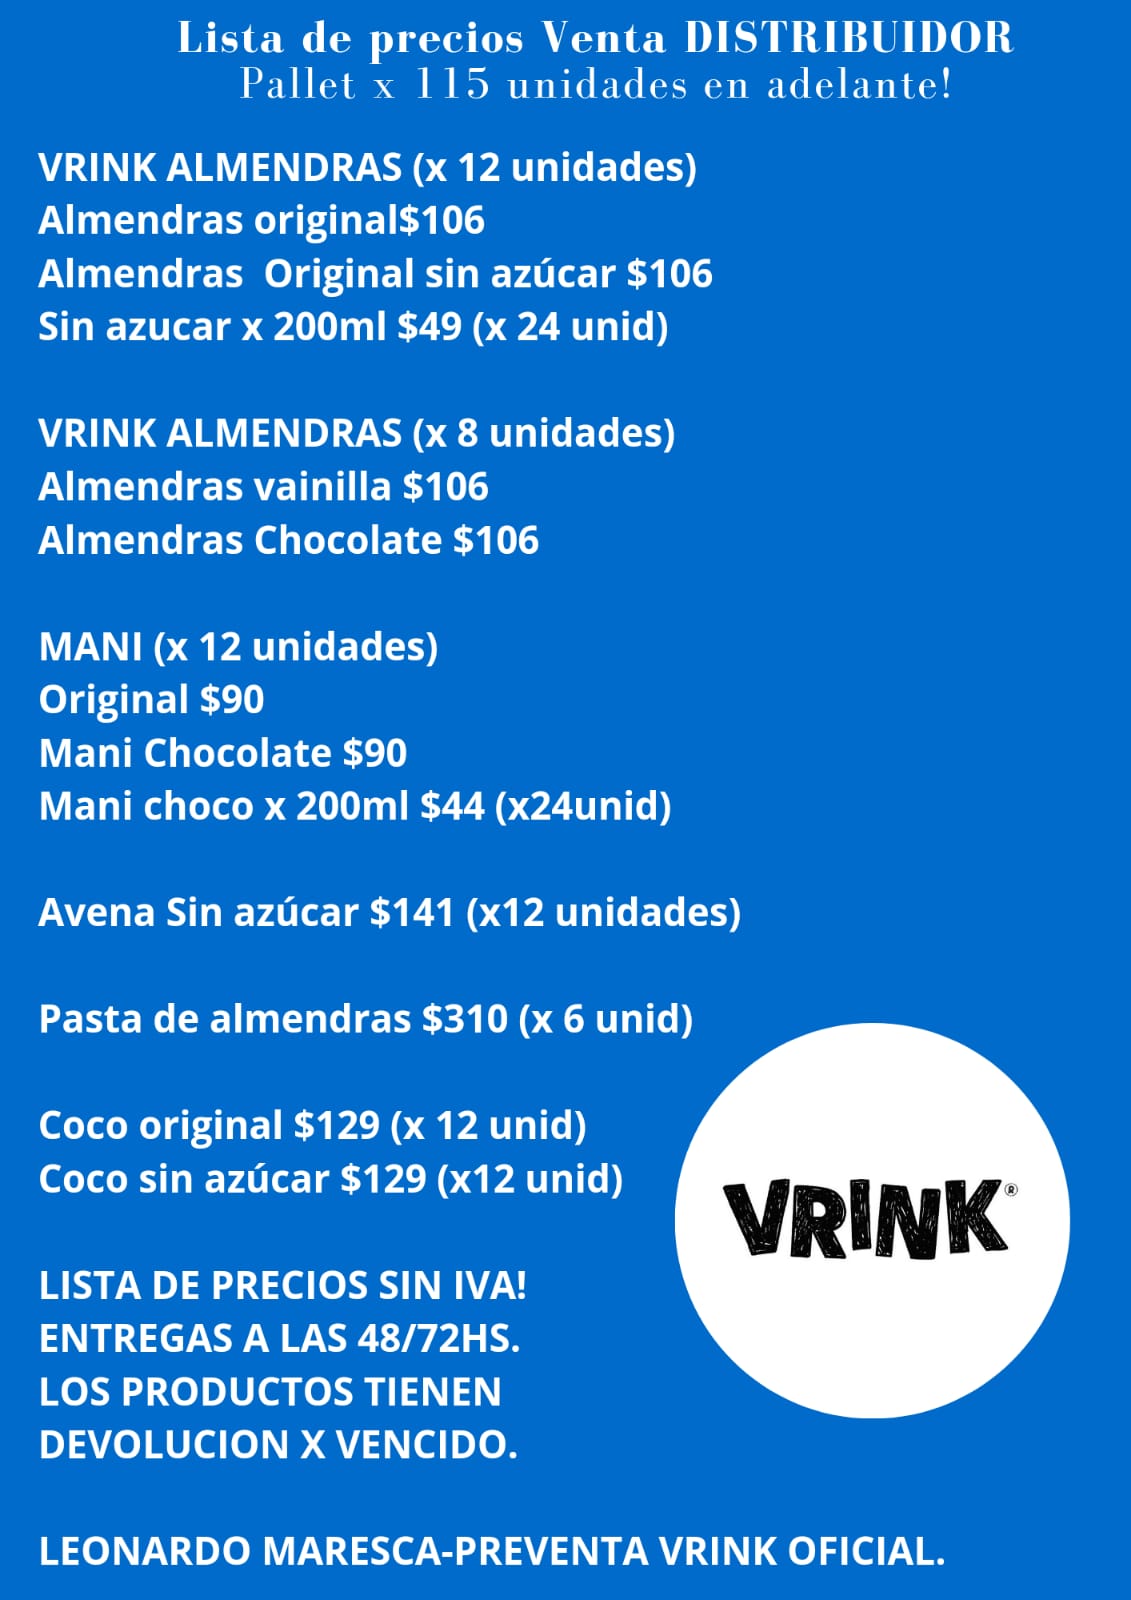 Lista de precios Venta DISTRIBUIDOR
Pallet x 115 unidades en adelante!
VRINK ALMENDRAS (x 12 unidades)
Almendras original$106
Almendras  Original sin azúcar $106
Sin azucar x 200ml $49 (x 24 unid)
VRINK ALMENDRAS (x 8 unidades)
Almendras vainilla $106
Almendras Chocolate $106
MANI (x 12 unidades)
Original $90
Mani Chocolate $90
Mani choco x 200ml $44 (x24unid)
Avena Sin azúcar $141 (x12 unidades)
Pasta de almendras $310 (x 6 unid)
Coco original $129 (x 12 unid)
Coco sin azúcar $129 (x12 unid)
VRINK®
LISTA DE PRECIOS SIN IVA!
ENTREGAS A LAS 48/72HS.
LOS PRODUCTOS TIENEN
DEVOLUCION X VENCIDO.
LEONARDO MARESCA-PREVENTA VRINK OFICIAL.